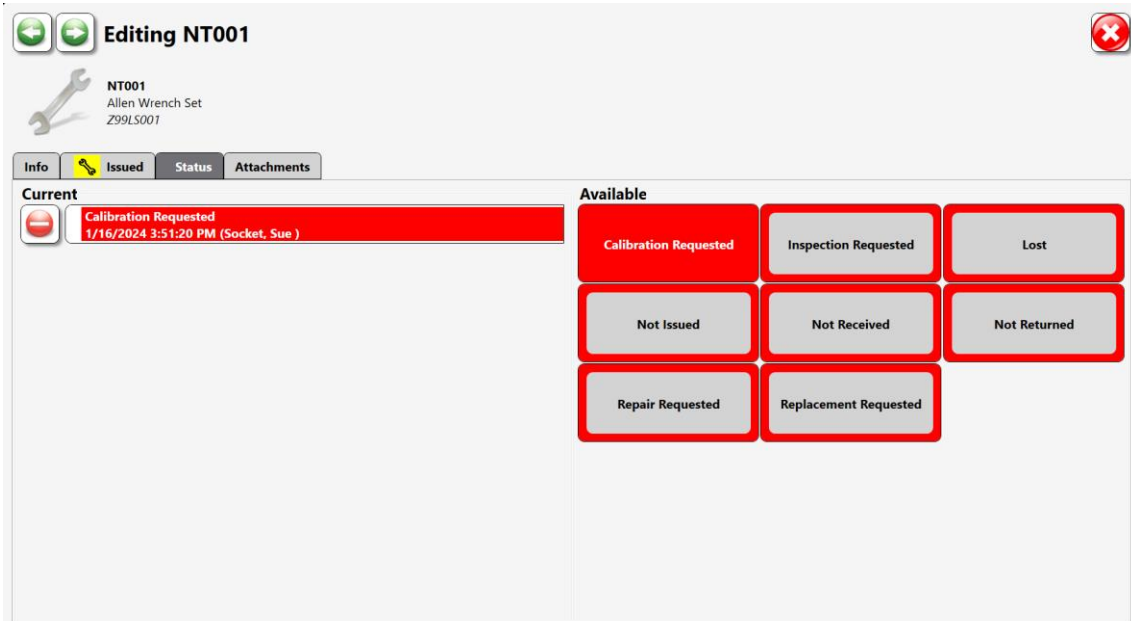 Editing NT001
NT001
Allen Wrench Set
Z99LS001
Info
Issued
Status
Attachments
Current
Calibration Requested
1/16/2024 3:51:20 PM (Socket, Sue )
Available
Calibration Requested
Inspection Requested
Lost
Not Issued
Not Received
Not Returned
Repair Requested
Replacement Requested